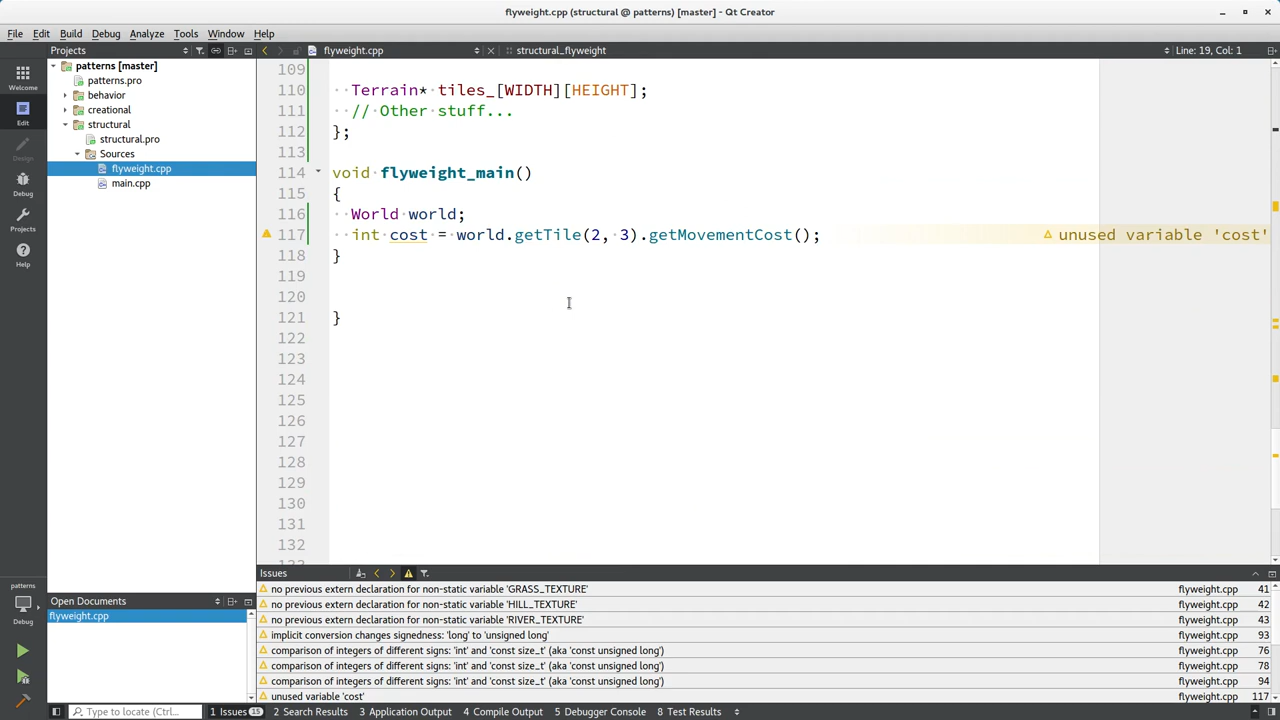 flyweight.cpp (structural @ patterns) [master] - Qt Creator
File Edit Build Debug Analyze Tools Window Help
Projects flyweight.cpp structural_flyweight Line: 19, Col: 1
Welcome
Edit
Design
Debug
Projects
Help
patterns
Debug
patterns [master]
patterns.pro
behavior
creational
structural
structural.pro
Sources
flyweight.cpp
main.cpp
Open Documents
flyweight.cpp
109
110 Terrain* tiles_[WIDTH][HEIGHT];
111 // Other stuff...
112 };
113
114 void flyweight_main()
115 {
116 World world;
117 int cost = world.getTile(2, 3).getMovementCost(); unused variable 'cost'
118 }
119
120
121 }
122
123
124
125
126
127
128
129
130
131
132
Issues
no previous extern declaration for non-static variable 'GRASS_TEXTURE' flyweight.cpp 41
no previous extern declaration for non-static variable 'HILL_TEXTURE' flyweight.cpp 42
no previous extern declaration for non-static variable 'RIVER_TEXTURE' flyweight.cpp 43
implicit conversion changes signedness: 'long' to 'unsigned long' flyweight.cpp 93
comparison of integers of different signs: 'int' and 'const size_t' (aka 'const unsigned long') flyweight.cpp 76
comparison of integers of different signs: 'int' and 'const size_t' (aka 'const unsigned long') flyweight.cpp 78
comparison of integers of different signs: 'int' and 'const size_t' (aka 'const unsigned long') flyweight.cpp 94
unused variable 'cost' flyweight.cpp 117
Type to locate (Ctrl... 1 Issues 15 2 Search Results 3 Application Output 4 Compile Output 5 Debugger Console 8 Test Results